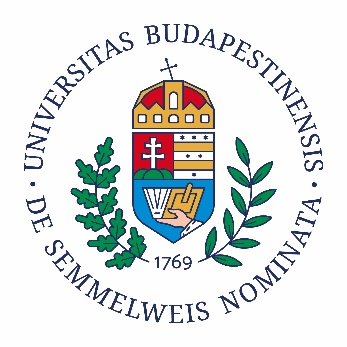 · UNIVERSITAS BUDAPESTINENSIS ·
DE SEMMELWEIS NOMINATA
1769